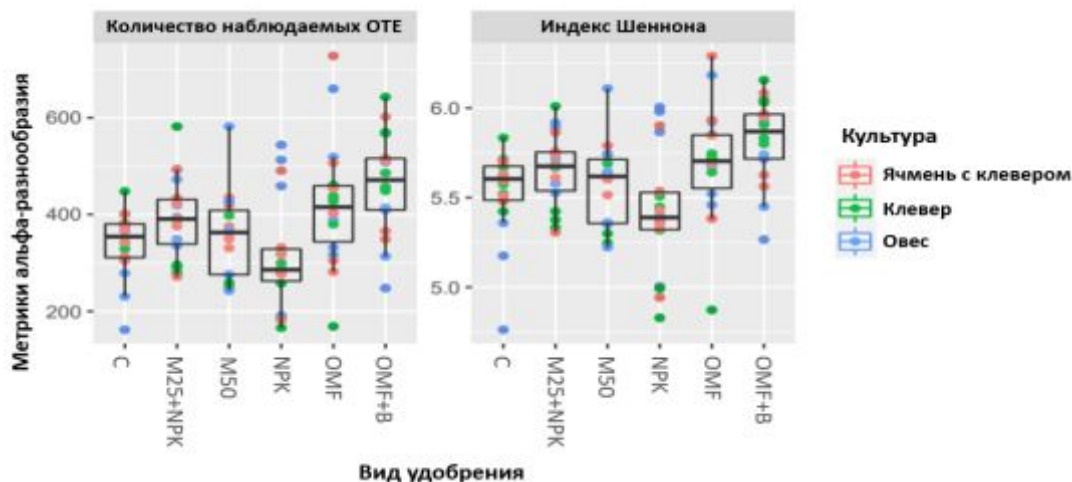 Количество наблюдаемых ОТЕ
Индекс Шеннона
Метрики альфа-разнообразия
600
400
200
6.0
5.5
5.0
C
M25+NPK
M50
NPK
OMF
OMF+B
C
M25+NPK
M50
NPK
OMF
OMF+B
Вид удобрения
Культура
Ячмень с клевером
Клевер
Овес